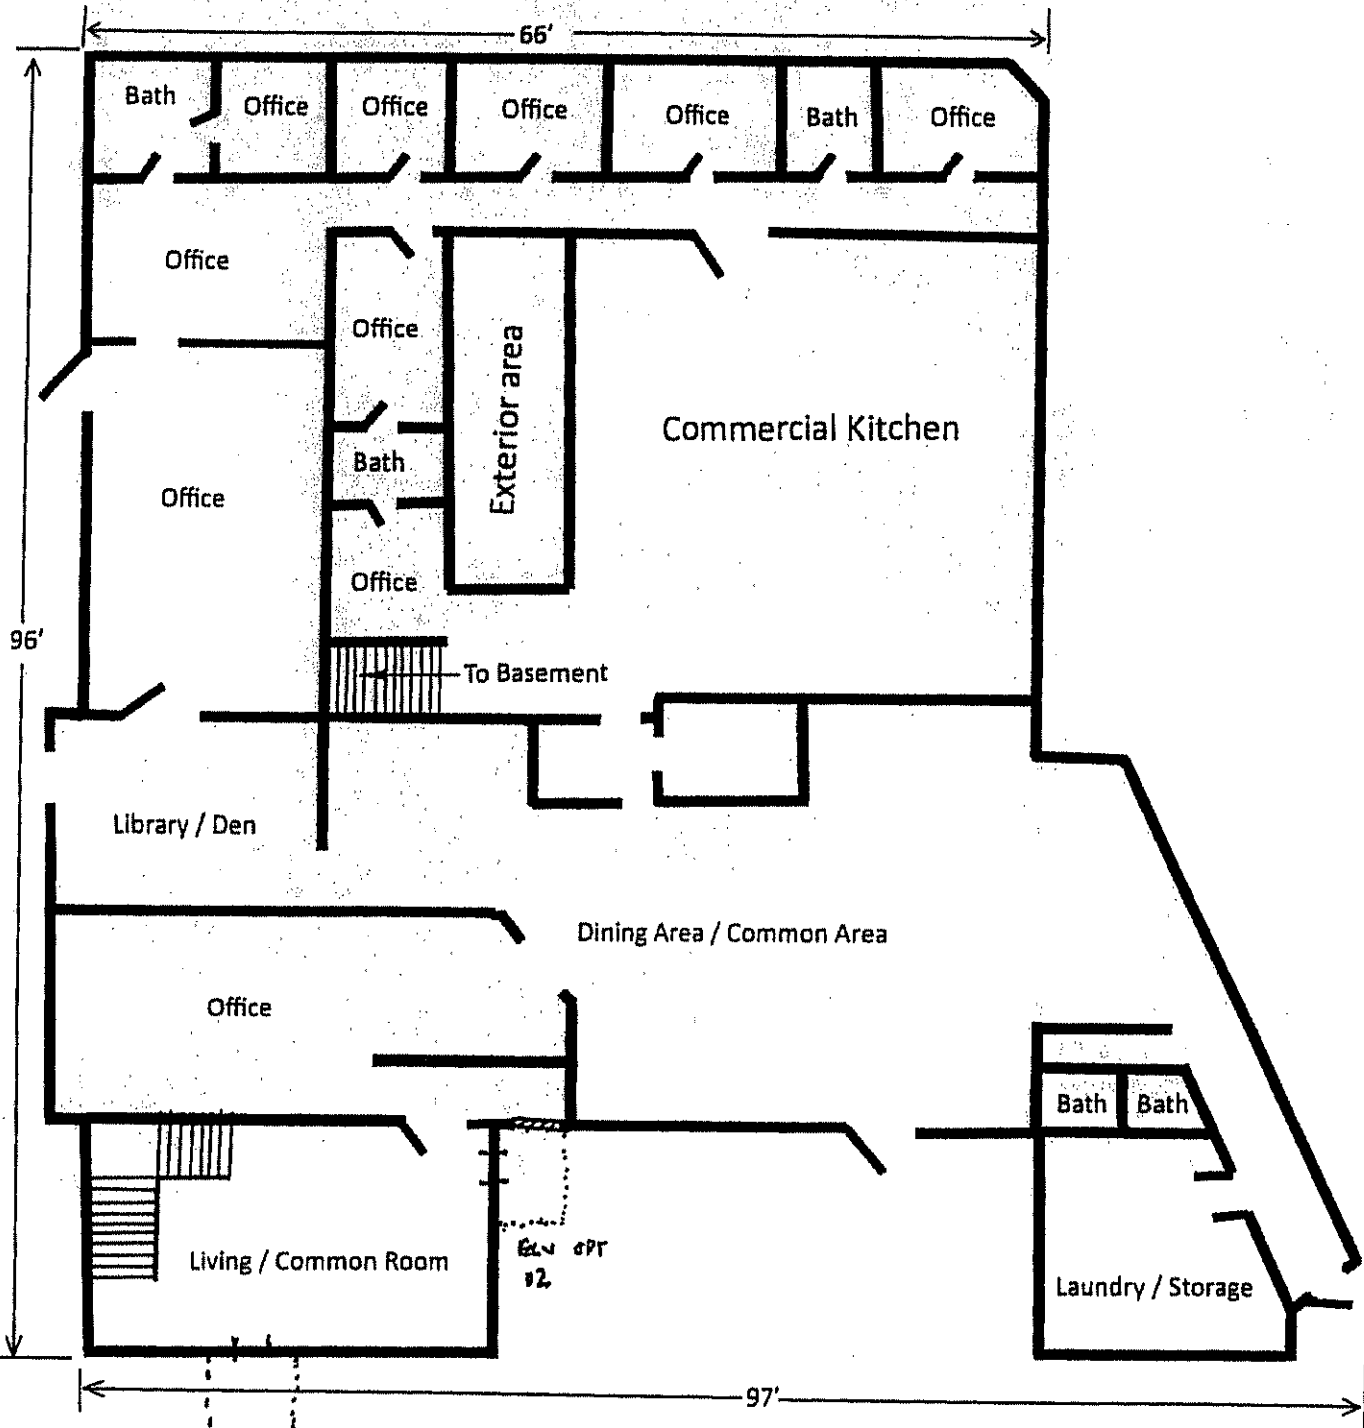 66'
Bath
Office
Office
Office
Office
Bath
Office
Office
Office
Exterior area
Commercial Kitchen
Bath
Office
Office
96'
To Basement
Library / Den
Dining Area / Common Area
Office
Bath
Bath
Living / Common Room
Laundry / Storage
97'